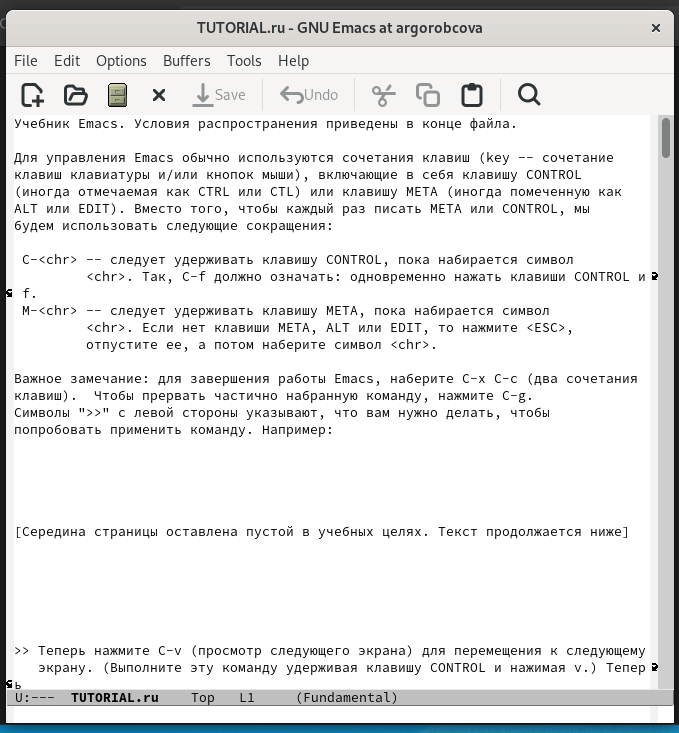 TUTORIAL.ru - GNU Emacs at argorobcova
File Edit Options Buffers Tools Help
Save Undo
Учебник Emacs. Условия распространения приведены в конце файла.
Для управления Emacs обычно используются сочетания клавиш (key -- сочетание
клавиш клавиатуры и/или кнопок мыши), включающие в себя клавишу CONTROL
(иногда отмечаемая как CTRL или CTL) или клавишу META (иногда помеченную как
ALT или EDIT). Вместо того, чтобы каждый раз писать META или CONTROL, мы
будем использовать следующие сокращения:
C-<chr> -- следует удерживать клавишу CONTROL, пока набирается символ
<chr>. Так, C-f должно означать: одновременно нажать клавиши CONTROL и
f.
M-<chr> -- следует удерживать клавишу META, пока набирается символ
<chr>. Если нет клавиши META, ALT или EDIT, то нажмите <ESC>,
отпустите ее, а потом наберите символ <chr>.
Важное замечание: для завершения работы Emacs, наберите C-x C-c (два сочетания
клавиш).  Чтобы прервать частично набранную команду, нажмите C-g.
Символы ">>" с левой стороны указывают, что вам нужно делать, чтобы
попробовать применить команду. Например:
[Середина страницы оставлена пустой в учебных целях. Текст продолжается ниже]
>> Теперь нажмите C-v (просмотр следующего экрана) для перемещения к следующему
экрану. (Выполните эту команду удерживая клавишу CONTROL и нажимая v.) Тепер
ь
U:--- TUTORIAL.ru Top L1 (Fundamental)